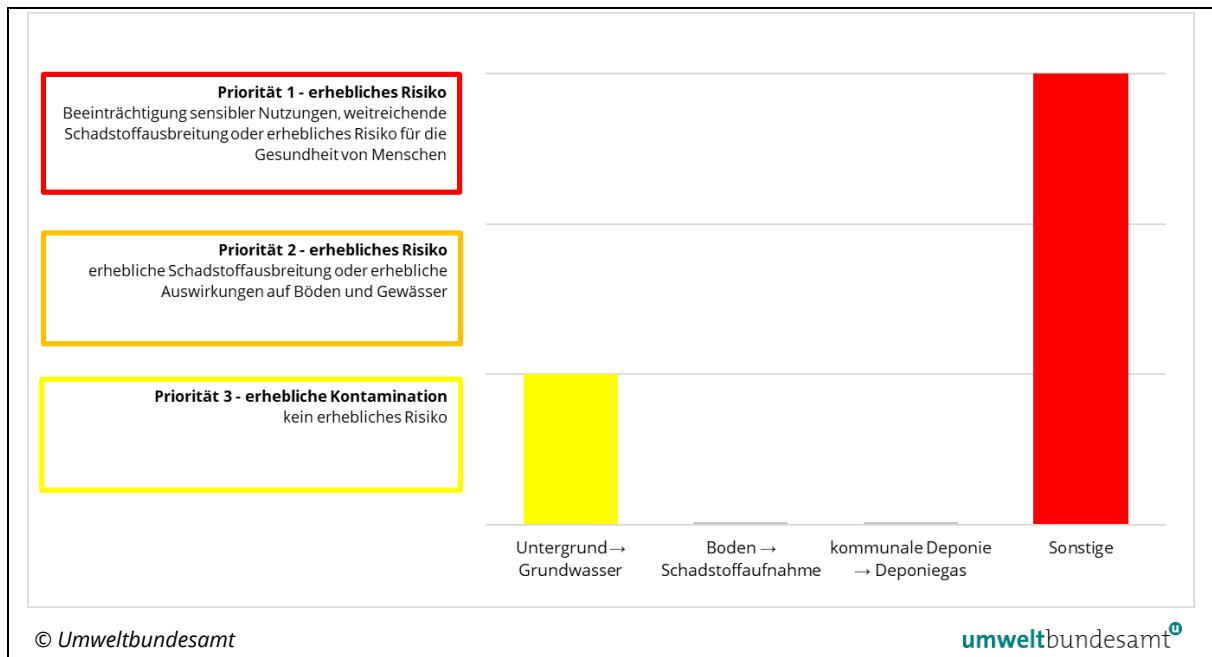 Priorität 1 - erhebliches Risiko
Beeinträchtigung sensibler Nutzungen, weitreichende
Schadstoffausbreitung oder erhebliches Risiko für die
Gesundheit von Menschen
Priorität 2 - erhebliches Risiko
erhebliche Schadstoffausbreitung oder erhebliche
Auswirkungen auf Böden und Gewässer
Priorität 3 - erhebliche Kontamination
kein erhebliches Risiko
Untergrund →
Grundwasser
Boden →
Schadstoffaufnahme
kommunale Deponie
→ Deponiegas
Sonstige
© Umweltbundesamt
umweltbundesamt
u